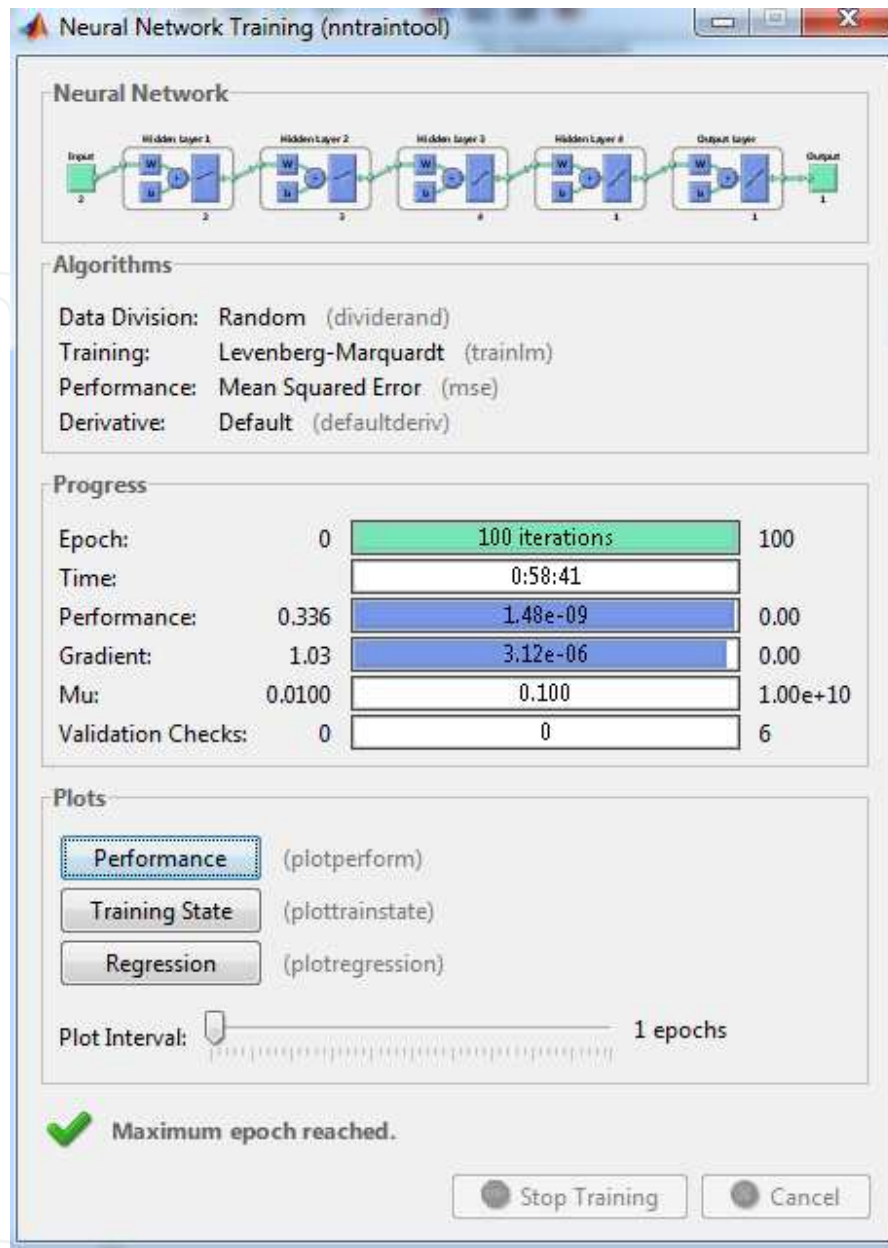 Neural Network Training (nntraintool)
Neural Network
Hidden Layer 1 Hidden Layer 2 Hidden Layer 3 Hidden Layer 4 Output Layer
Input Output
W W W W W
b b b b b
+ + + + +
2 2 3 4 1 1 1
Algorithms
Data Division: Random (dividerand)
Training: Levenberg-Marquardt (trainlm)
Performance: Mean Squared Error (mse)
Derivative: Default (defaultderiv)
Progress
Epoch: 0 100 iterations 100
Time: 0:58:41
Performance: 0.336 1.48e-09 0.00
Gradient: 1.03 3.12e-06 0.00
Mu: 0.0100 0.100 1.00e+10
Validation Checks: 0 0 6
Plots
Performance (plotperform)
Training State (plottrainstate)
Regression (plotregression)
Plot Interval: 1 epochs
Maximum epoch reached.
Stop Training Cancel